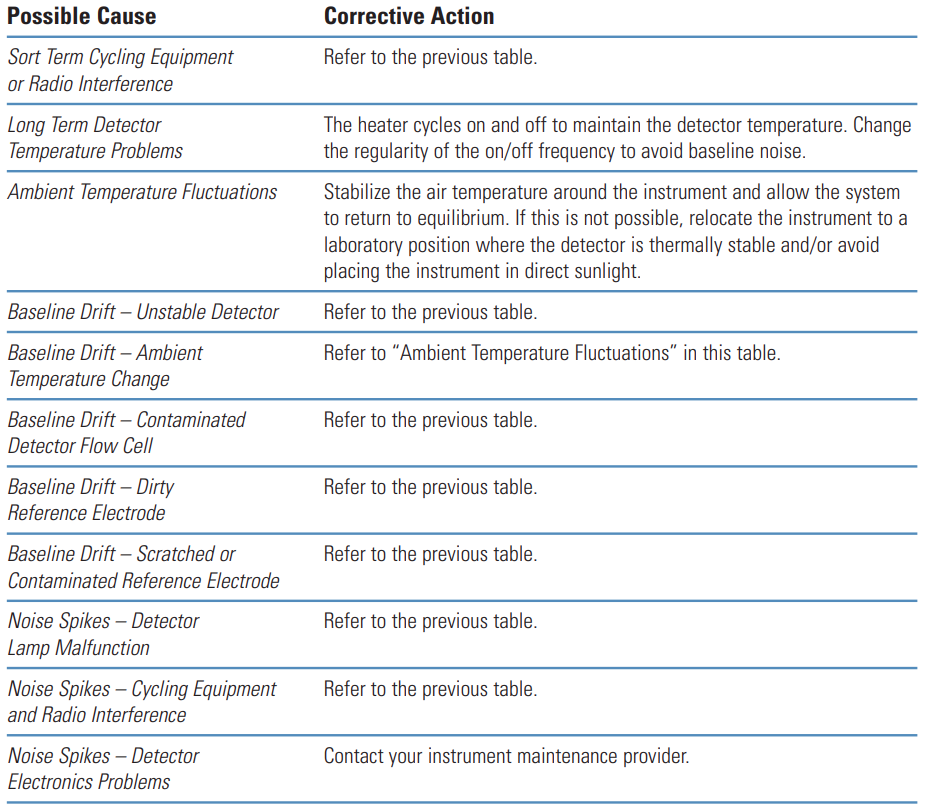 Possible Cause Corrective Action
Sort Term Cycling Equipment Refer to the previous table.
or Radio Interference
Long Term Detector The heater cycles on and off to maintain the detector temperature. Change
Temperature Problems the regularity of the on/off frequency to avoid baseline noise.
Ambient Temperature Fluctuations Stabilize the air temperature around the instrument and allow the system
to return to equilibrium. If this is not possible, relocate the instrument to a
laboratory position where the detector is thermally stable and/or avoid
placing the instrument in direct sunlight.
Baseline Drift – Unstable Detector Refer to the previous table.
Baseline Drift – Ambient Refer to “Ambient Temperature Fluctuations” in this table.
Temperature Change
Baseline Drift – Contaminated Refer to the previous table.
Detector Flow Cell
Baseline Drift – Dirty Refer to the previous table.
Reference Electrode
Baseline Drift – Scratched or Refer to the previous table.
Contaminated Reference Electrode
Noise Spikes – Detector Refer to the previous table.
Lamp Malfunction
Noise Spikes – Cycling Equipment Refer to the previous table.
and Radio Interference
Noise Spikes – Detector Contact your instrument maintenance provider.
Electronics Problems